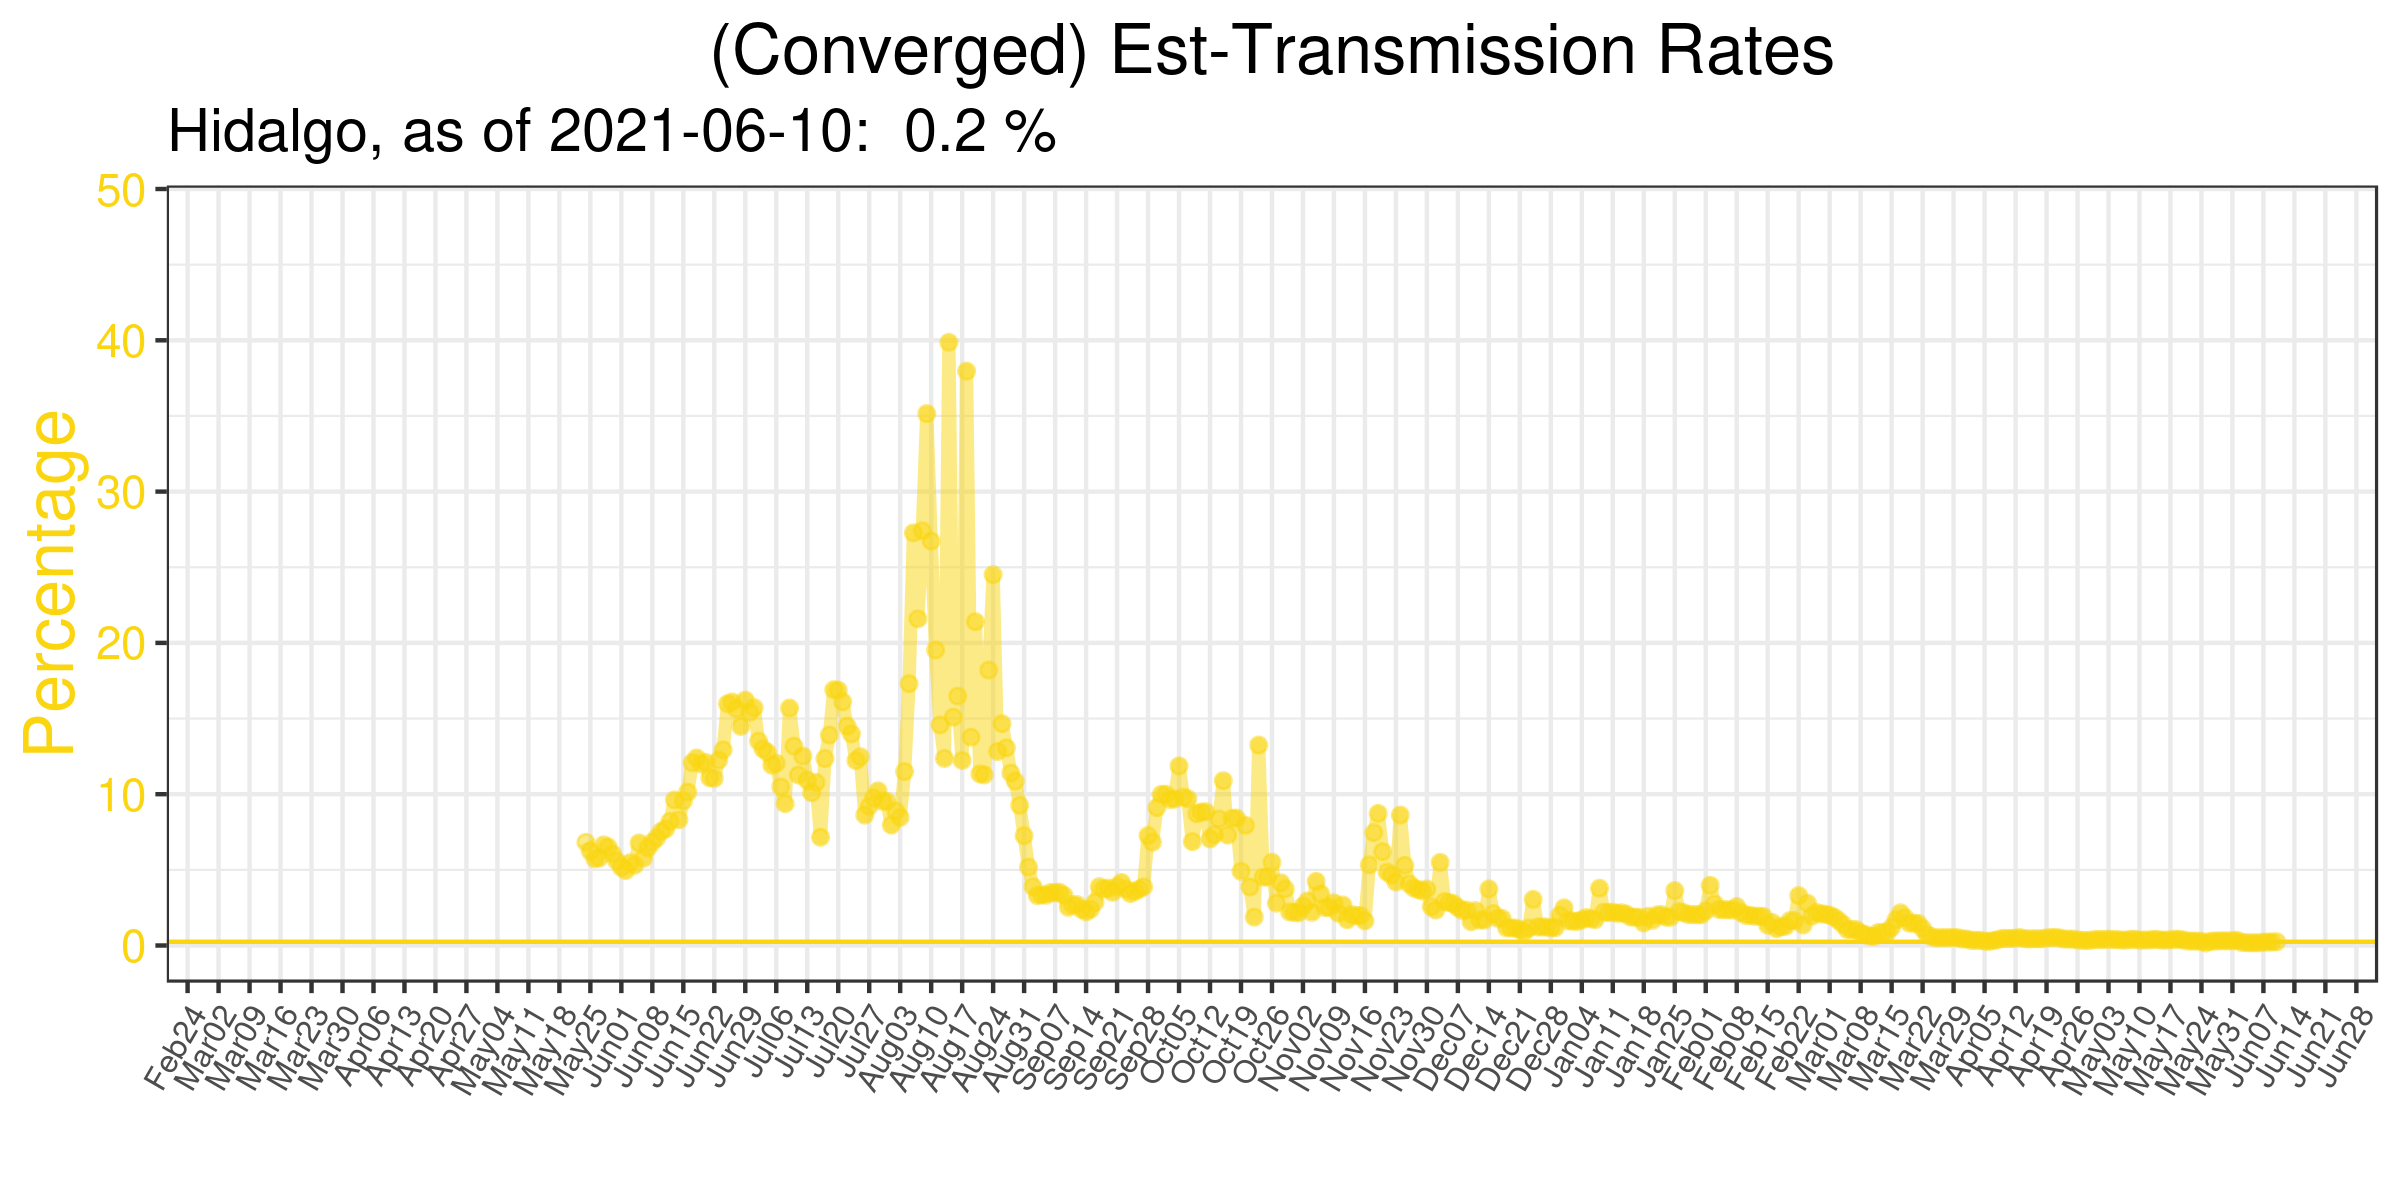 (Converged) Est-Transmission Rates
Hidalgo, as of 2021-06-10:  0.2 %
Percentage
50
40
30
20
10
0
Feb24
Mar02
Mar09
Mar16
Mar23
Mar30
Apr06
Apr13
Apr20
Apr27
May04
May11
May18
May25
Jun01
Jun08
Jun15
Jun22
Jun29
Jul06
Jul13
Jul20
Jul27
Aug03
Aug10
Aug17
Aug24
Aug31
Sep07
Sep14
Sep21
Sep28
Oct05
Oct12
Oct19
Oct26
Nov02
Nov09
Nov16
Nov23
Nov30
Dec07
Dec14
Dec21
Dec28
Jan04
Jan11
Jan18
Jan25
Feb01
Feb08
Feb15
Feb22
Mar01
Mar08
Mar15
Mar22
Mar29
Apr05
Apr12
Apr19
Apr26
May03
May10
May17
May24
May31
Jun07
Jun14
Jun21
Jun28